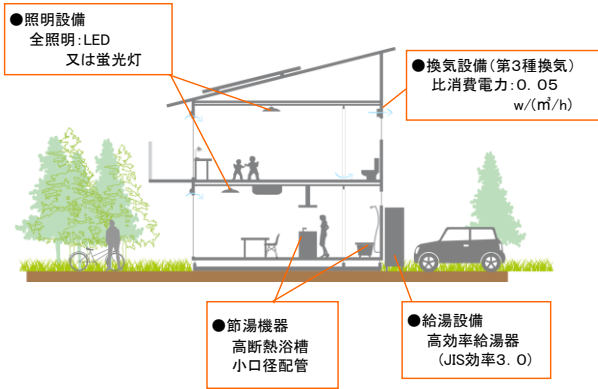 ●照明設備
全照明:LED
又は蛍光灯
●換気設備(第3種換気)
比消費電力:0.05
w/(㎥/h)
●節湯機器
高断熱浴槽
小口径配管
●給湯設備
高効率給湯器
(JIS効率3.0)